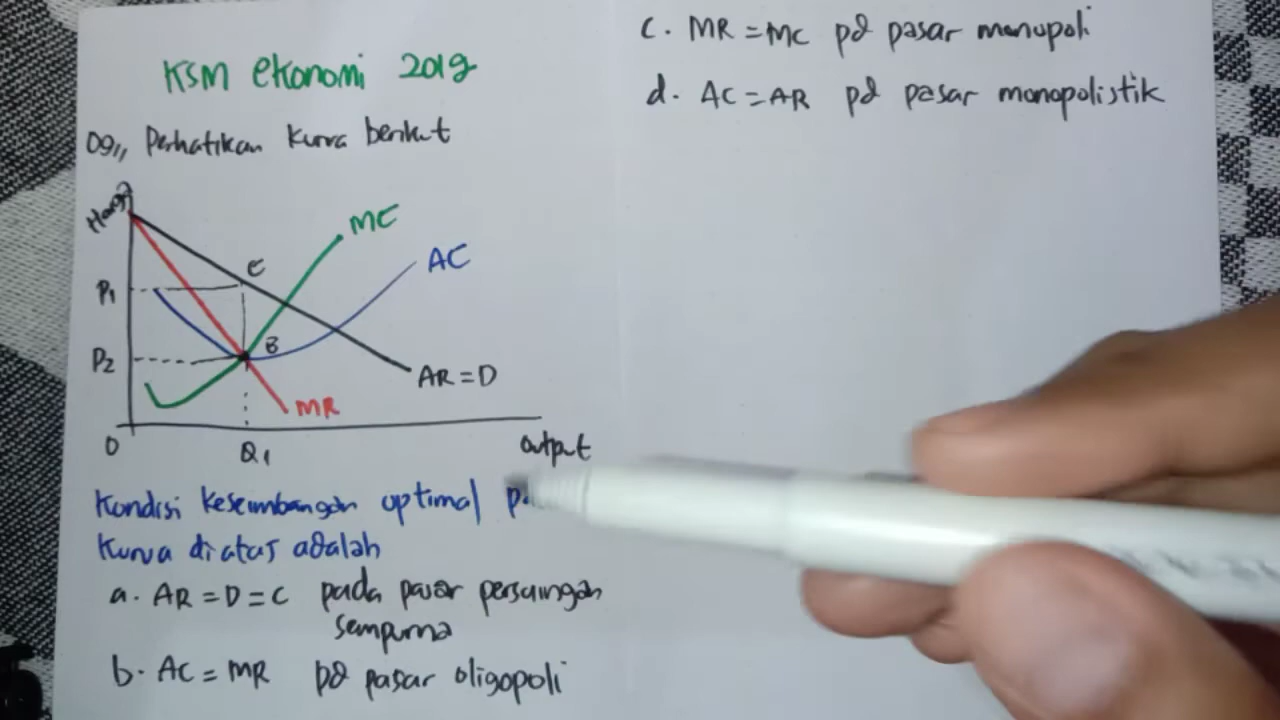 KSM ekonomi 2019
09,, Perhatikan kurva berikut
Harga
MC
AC
C
P1
B
P2
AR = D
MR
0
Q1
output
Kondisi keseimbangan optimal
kurva diatas adalah
a. AR = D = C pada pasar persaingan
sempurna
b. AC = MR pd pasar oligopoli
c. MR = MC pd pasar monopoli
d. AC = AR pd pasar monopolistik